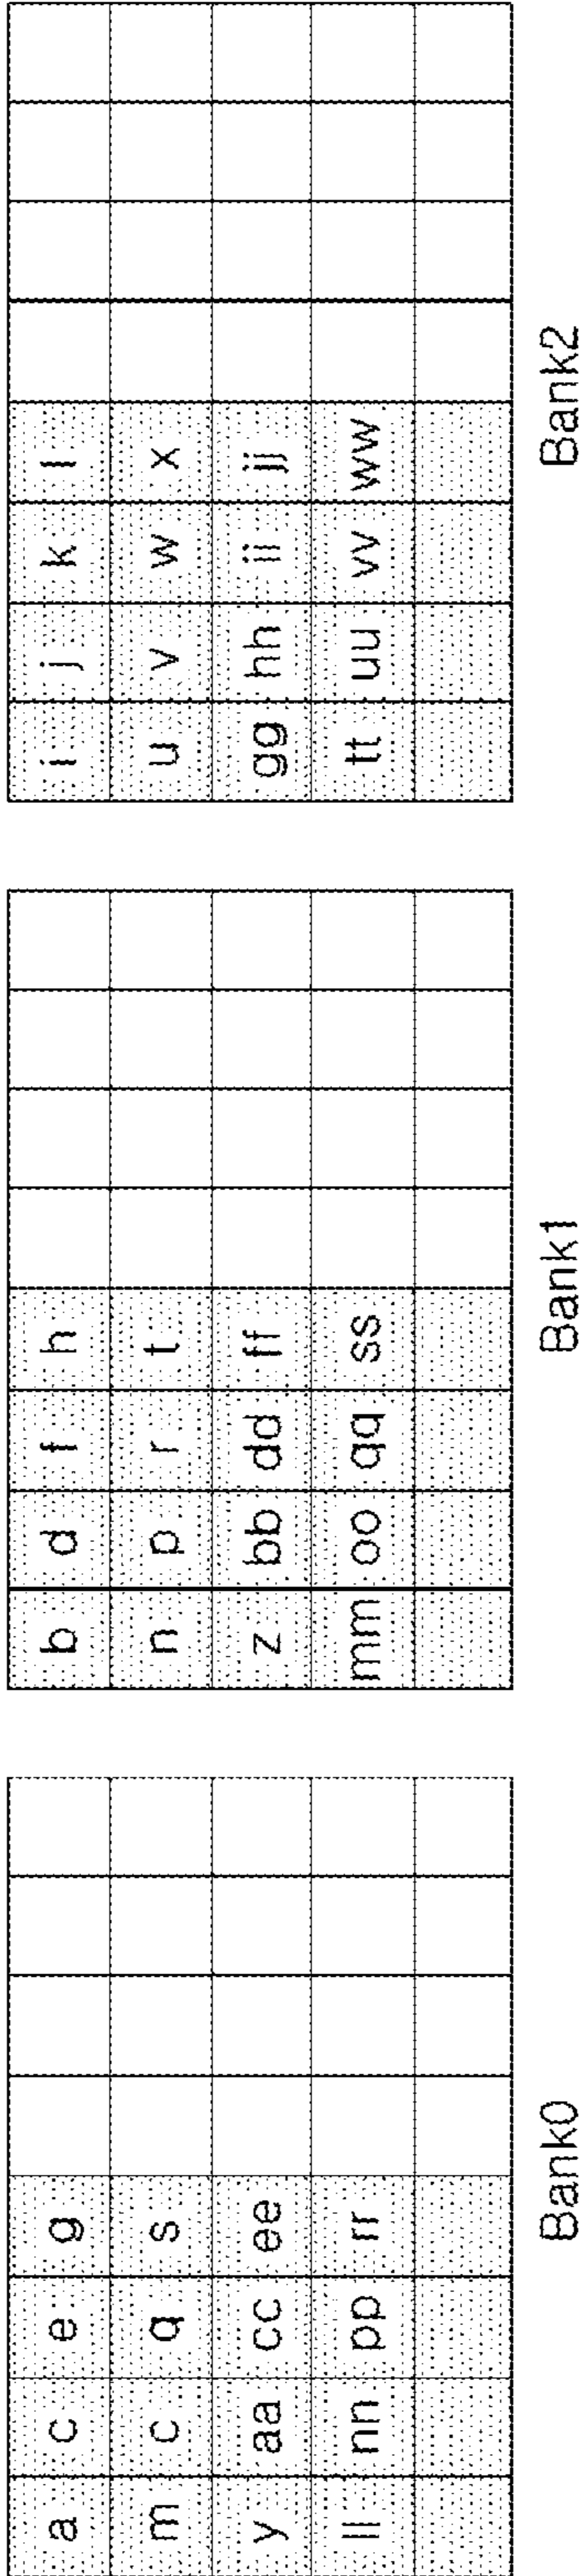 a c e g
m c q s
y aa cc ee
ll nn pp rr
Bank0
b d f h
n p r t
z bb dd ff
mm oo qq ss
Bank1
i j k l
u v w x
gg hh ii jj
tt uu vv ww
Bank2